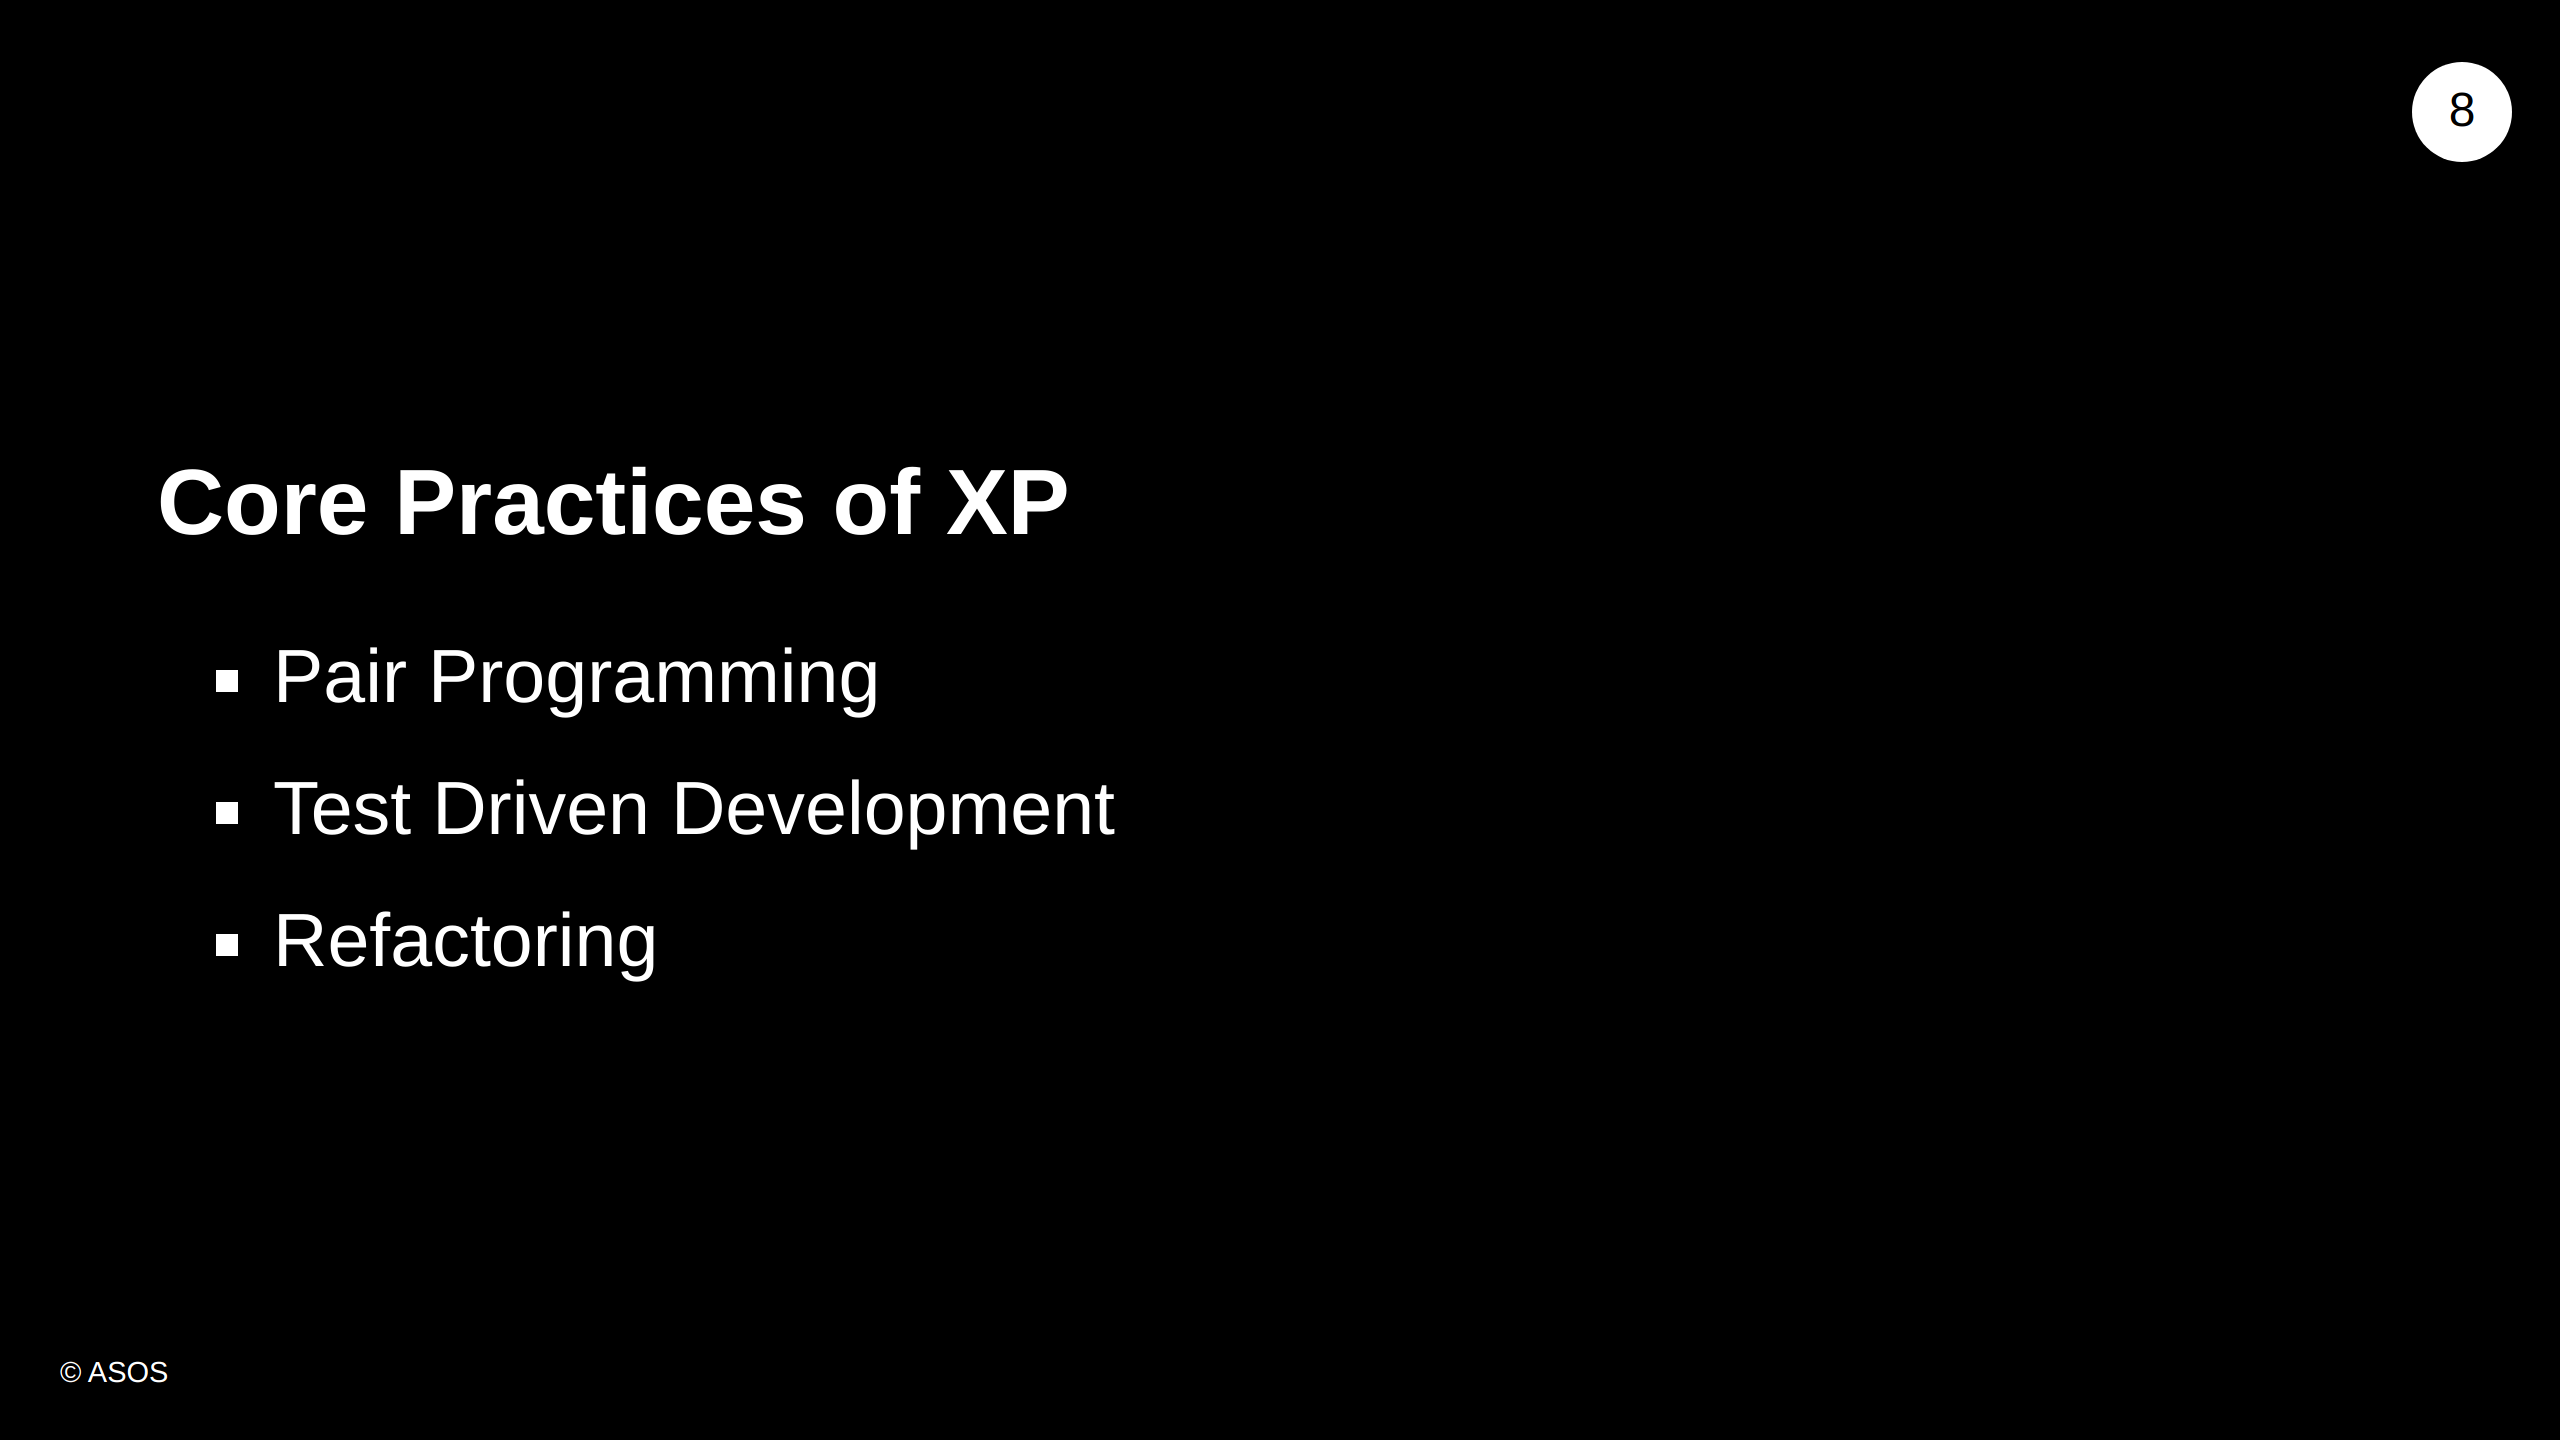 8
Core Practices of XP
▪ Pair Programming
▪ Test Driven Development
▪ Refactoring
© ASOS